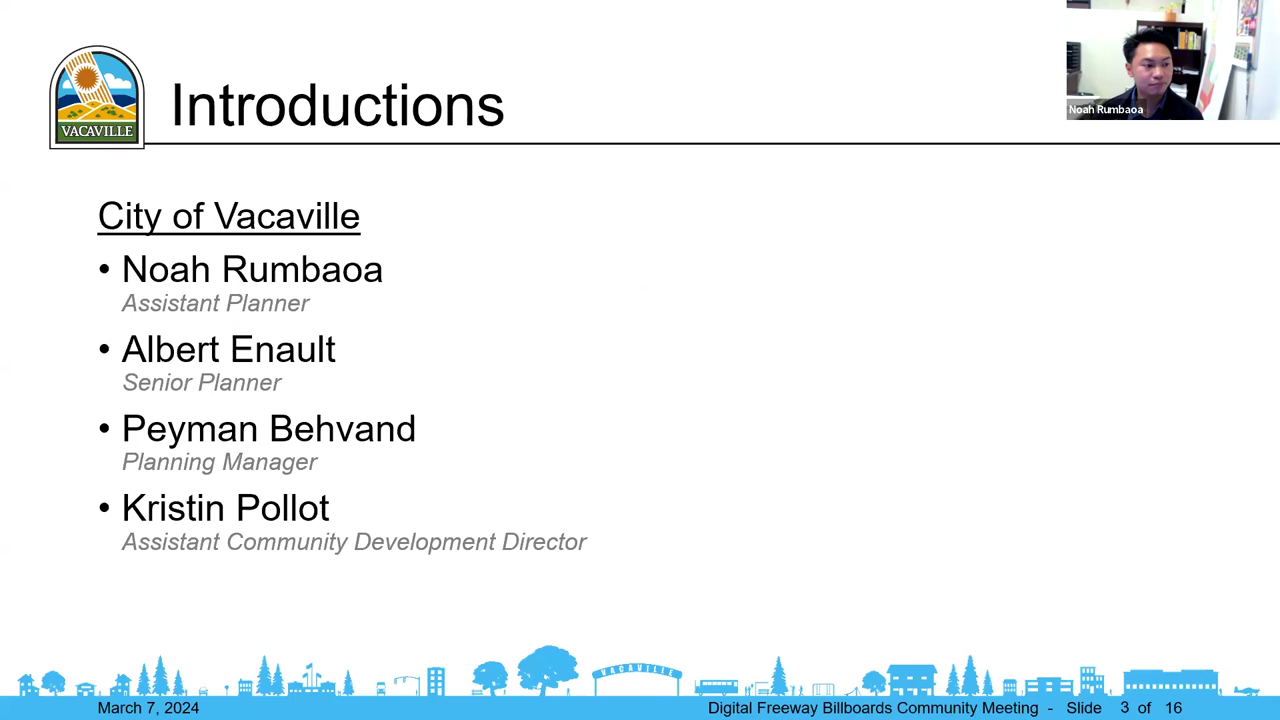 Noah Rumbaoa
VACAVILLE
Introductions
City of Vacaville
• Noah Rumbaoa
Assistant Planner
• Albert Enault
Senior Planner
• Peyman Behvand
Planning Manager
• Kristin Pollot
Assistant Community Development Director
VACAVILLE
March 7, 2024
Digital Freeway Billboards Community Meeting - Slide 3 of 16